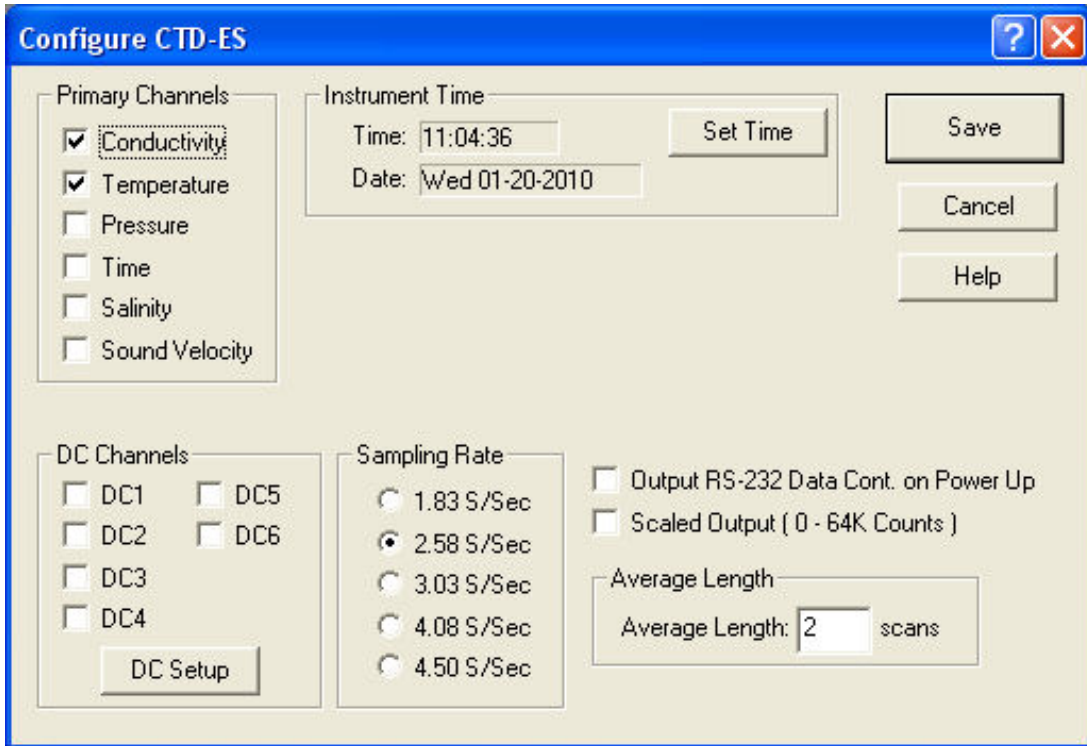 Configure CTD-ES
Primary Channels
Conductivity
Temperature
Pressure
Time
Salinity
Sound Velocity
Instrument Time
Time: 11:04:36
Date: Wed 01-20-2010
Set Time
Save
Cancel
Help
DC Channels
DC1 DC5
DC2 DC6
DC3
DC4
DC Setup
Sampling Rate
1.83 S/Sec
2.58 S/Sec
3.03 S/Sec
4.08 S/Sec
4.50 S/Sec
Output RS-232 Data Cont. on Power Up
Scaled Output ( 0 - 64K Counts )
Average Length
Average Length: 2 scans